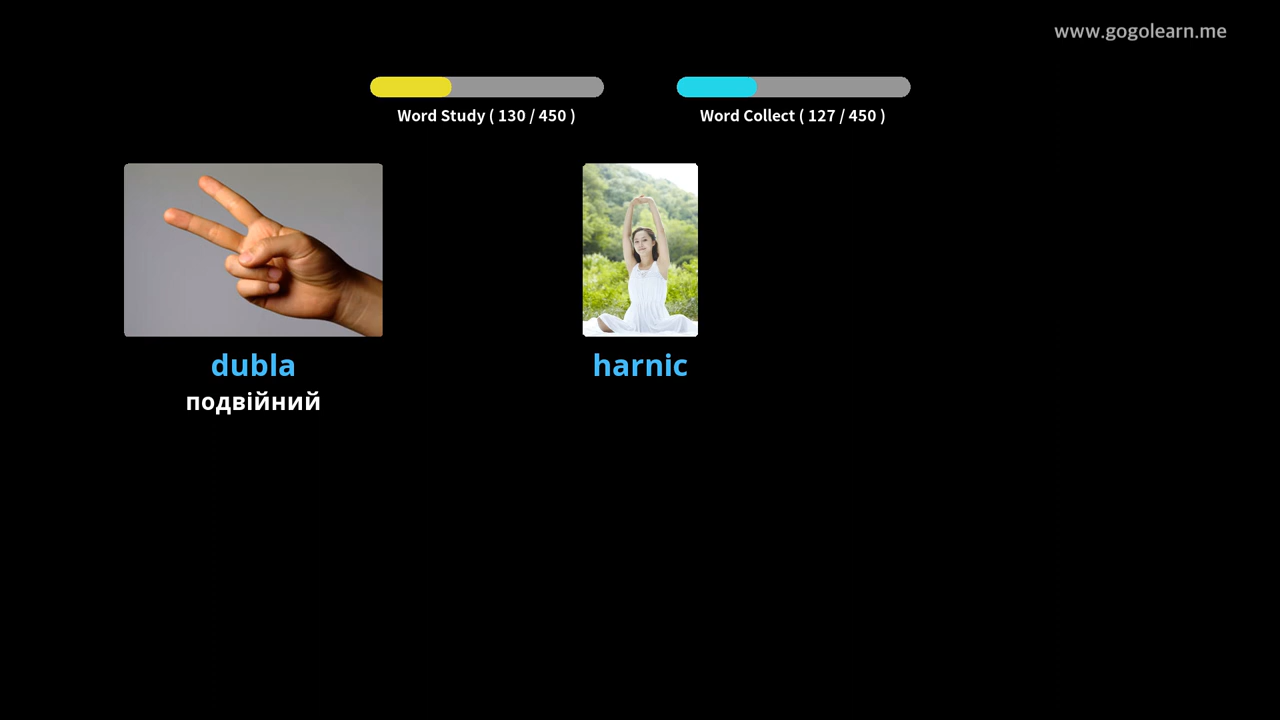 www.gogolearn.me
Word Study ( 130 / 450 )
Word Collect ( 127 / 450 )
dubla
подвійний
harnic